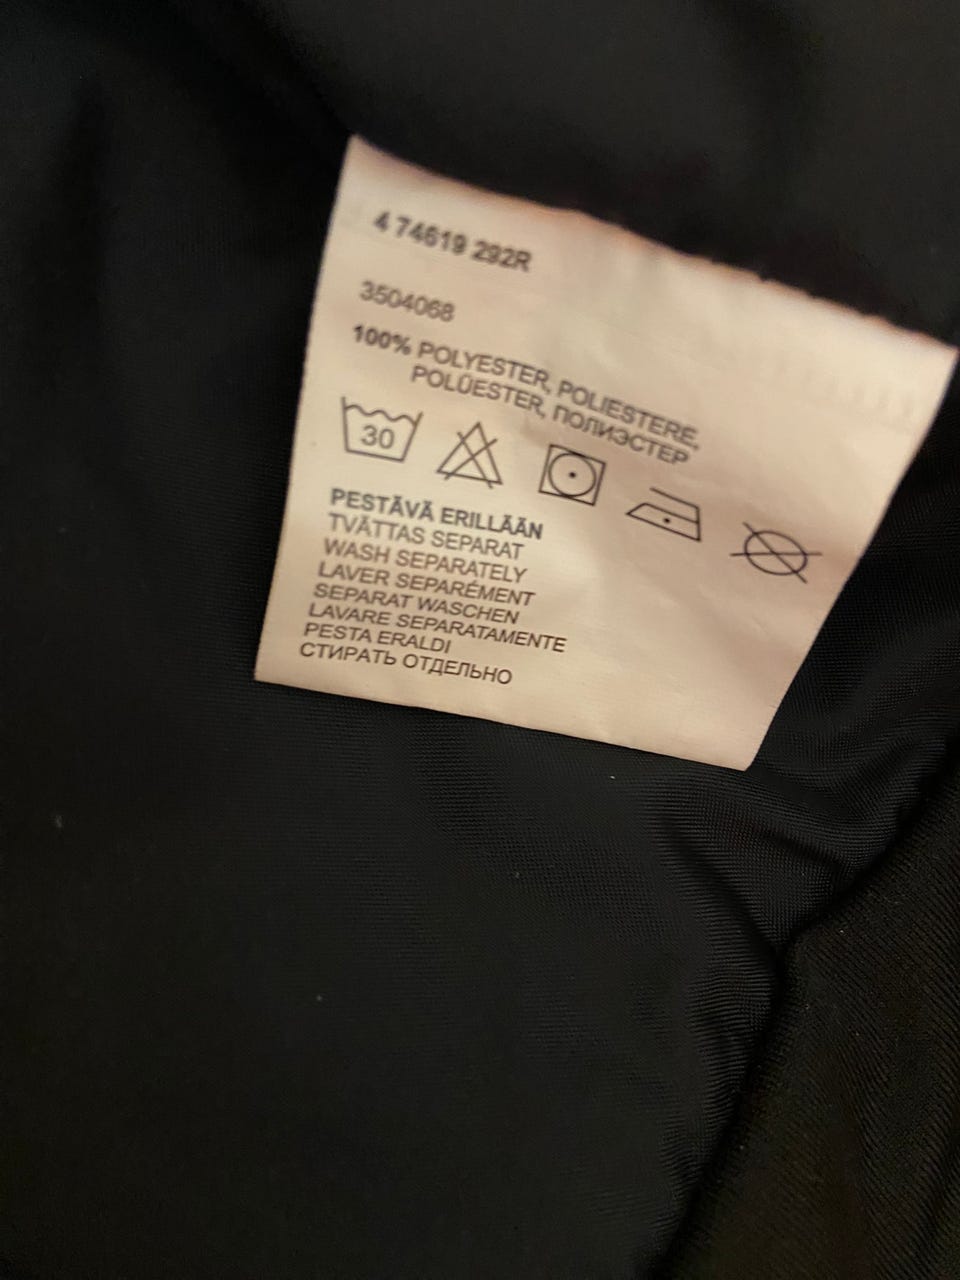 4 74619 292R
3504068
100% POLYESTER, POLIESTERE,
POLÜESTER, ПОЛИЭСТЕР
30
PESTÄVÄ ERILLÄÄN
TVÄTTAS SEPARAT
WASH SEPARATELY
LAVER SEPARÉMENT
SEPARAT WASCHEN
LAVARE SEPARATAMENTE
PESTA ERALDI
СТИРАТЬ ОТДЕЛЬНО